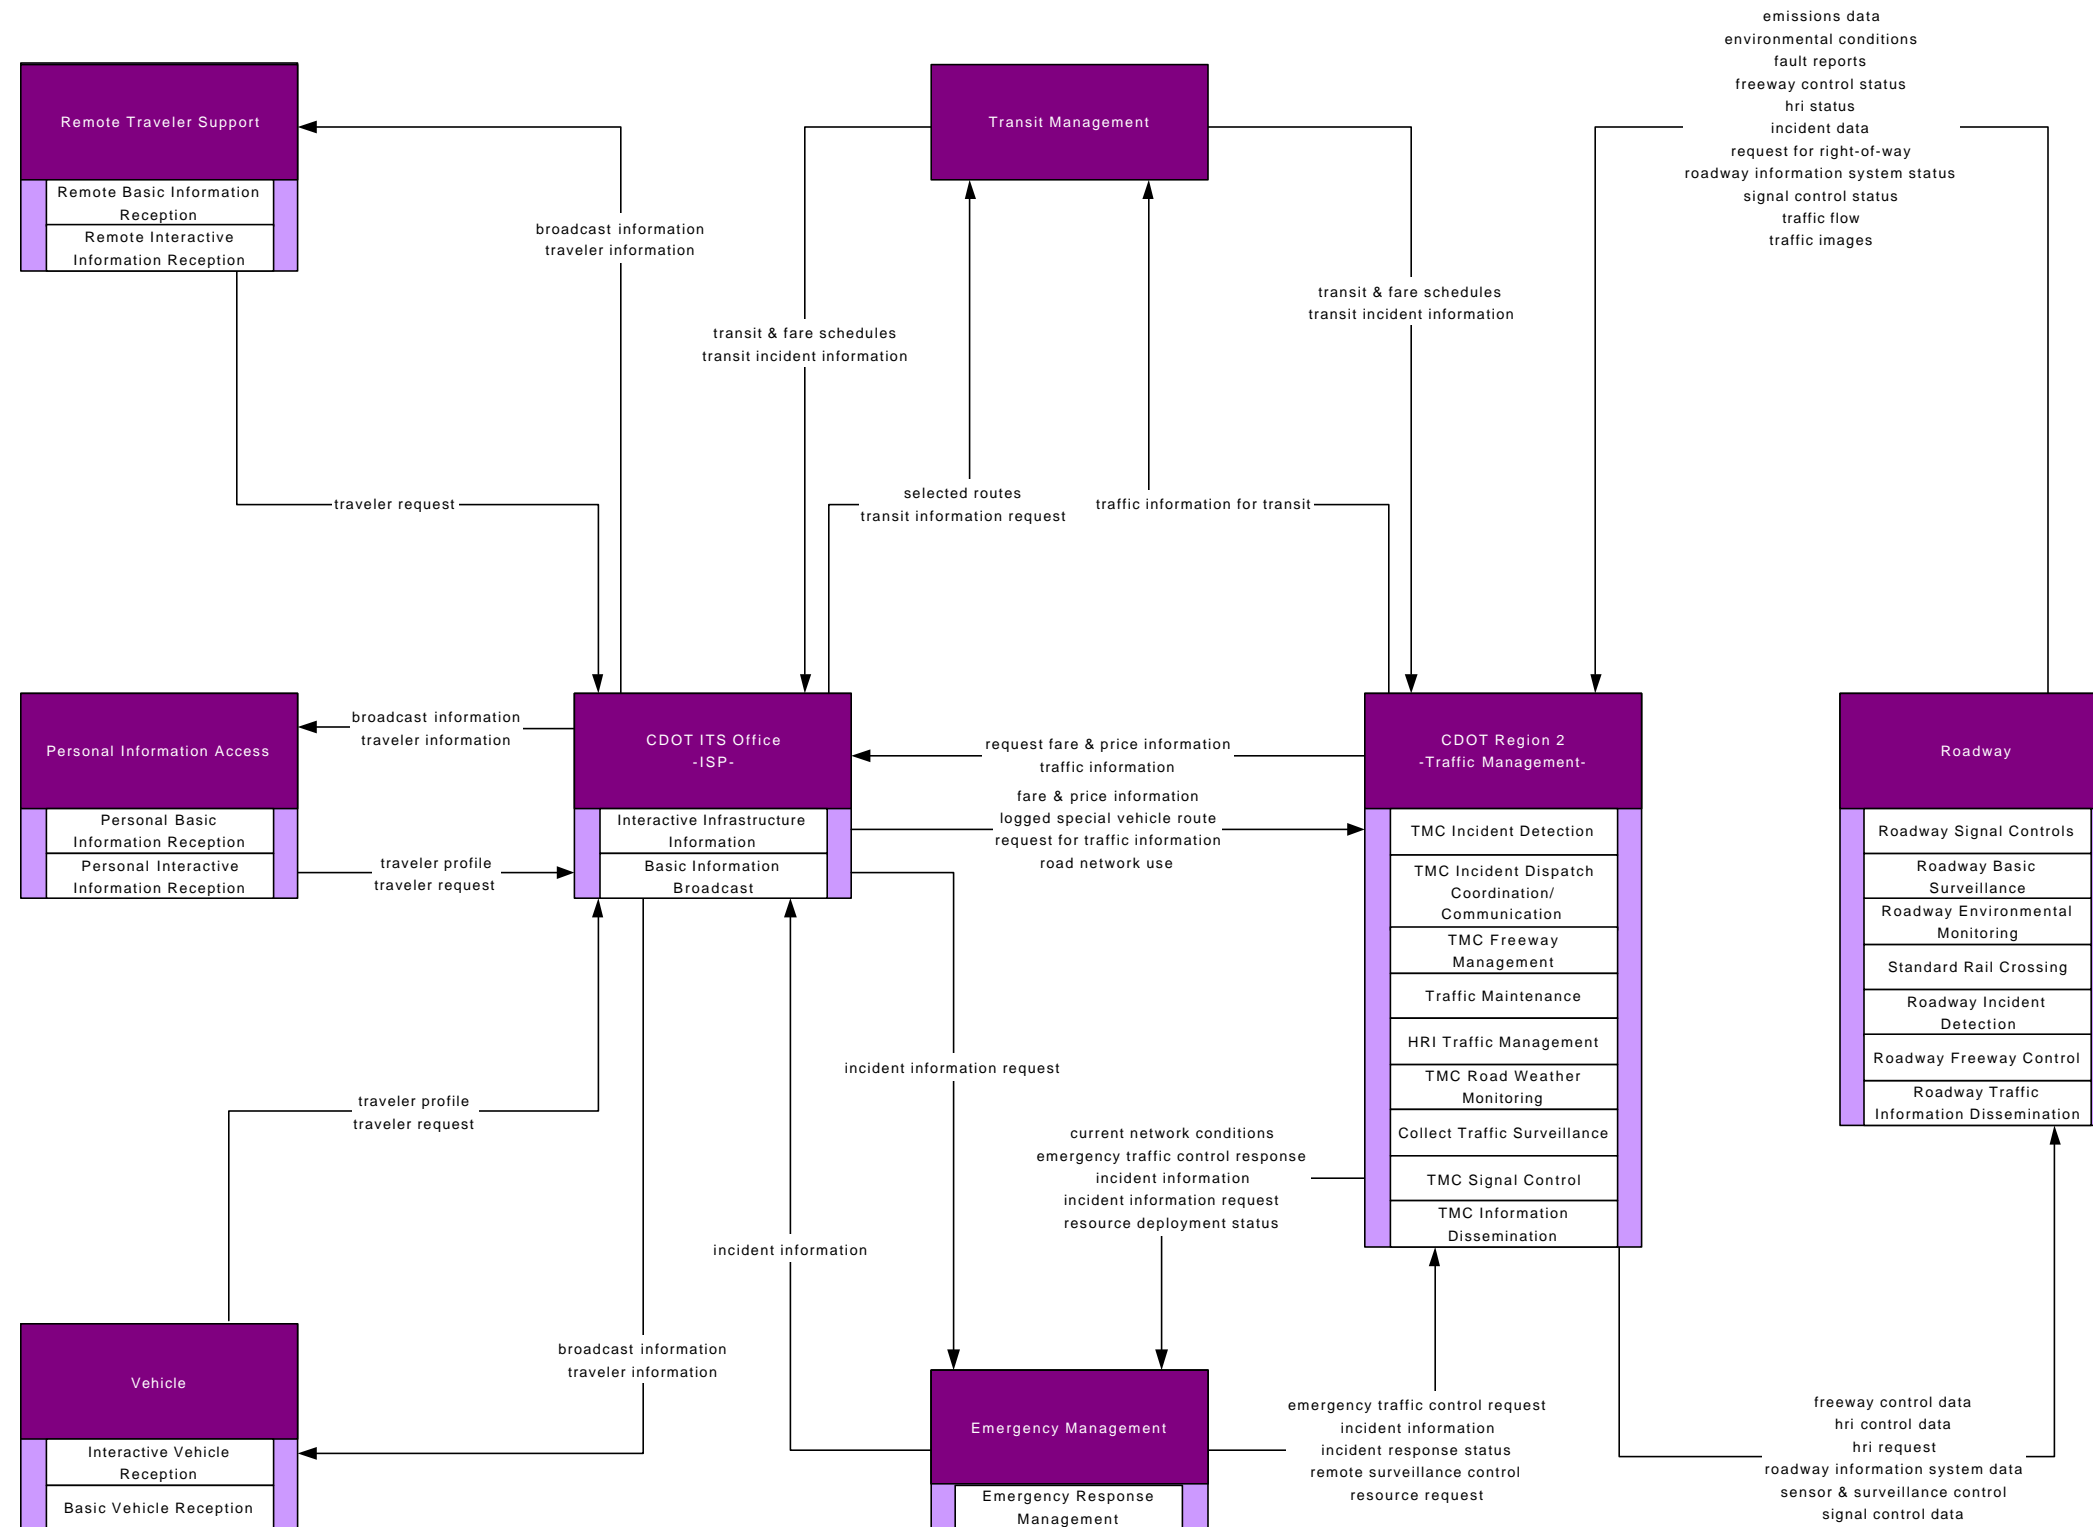 emissions data
environmental conditions
fault reports
freeway control status
hri status
incident data
request for right-of-way
roadway information system status
signal control status
traffic flow
traffic images
Remote Traveler Support
Remote Basic Information
Reception
Remote Interactive
Information Reception
Transit Management
broadcast information
traveler information
transit & fare schedules
transit incident information
transit & fare schedules
transit incident information
traveler request
selected routes
transit information request
traffic information for transit
Personal Information Access
Personal Basic
Information Reception
Personal Interactive
Information Reception
broadcast information
traveler information
traveler profile
traveler request
CDOT ITS Office
-ISP-
Interactive Infrastructure
Information
Basic Information
Broadcast
request fare & price information
traffic information
fare & price information
logged special vehicle route
request for traffic information
road network use
CDOT Region 2
-Traffic Management-
TMC Incident Detection
TMC Incident Dispatch
Coordination/
Communication
TMC Freeway
Management
Traffic Maintenance
HRI Traffic Management
TMC Road Weather
Monitoring
Collect Traffic Surveillance
TMC Signal Control
TMC Information
Dissemination
Roadway
Roadway Signal Controls
Roadway Basic
Surveillance
Roadway Environmental
Monitoring
Standard Rail Crossing
Roadway Incident
Detection
Roadway Freeway Control
Roadway Traffic
Information Dissemination
incident information request
traveler profile
traveler request
current network conditions
emergency traffic control response
incident information
incident information request
resource deployment status
incident information
broadcast information
traveler information
Vehicle
Interactive Vehicle
Reception
Basic Vehicle Reception
Emergency Management
Emergency Response
Management
emergency traffic control request
incident information
incident response status
remote surveillance control
resource request
freeway control data
hri control data
hri request
roadway information system data
sensor & surveillance control
signal control data